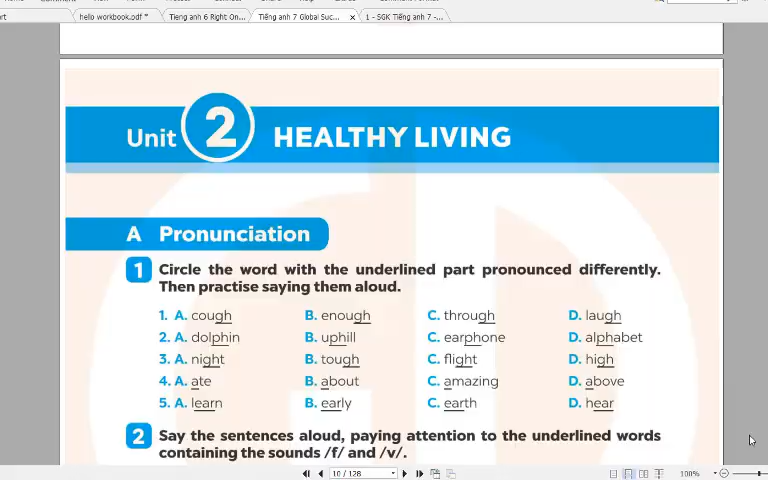 hello workbook.pdf * Tieng anh 6 Right On... Tiếng anh 7 Global Suc... × 1 - SGK Tiếng anh 7 -...
Unit 2 HEALTHY LIVING
A Pronunciation
1 Circle the word with the underlined part pronounced differently.
Then practise saying them aloud.
1. A. cough B. enough C. through D. laugh
2. A. dolphin B. uphill C. earphone D. alphabet
3. A. night B. tough C. flight D. high
4. A. ate B. about C. amazing D. above
5. A. learn B. early C. earth D. hear
2 Say the sentences aloud, paying attention to the underlined words
containing the sounds /f/ and /v/.
10 / 128 100%